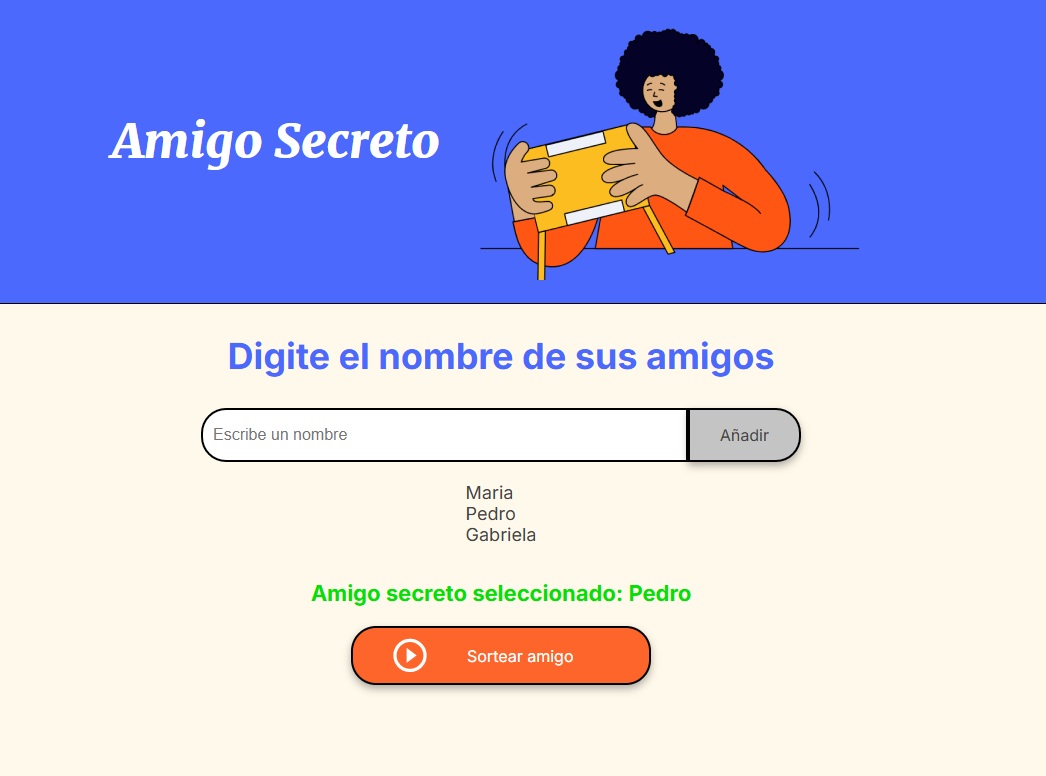 Amigo Secreto
Digite el nombre de sus amigos
Escribe un nombre
Añadir
Maria
Pedro
Gabriela
Amigo secreto seleccionado: Pedro
Sortear amigo